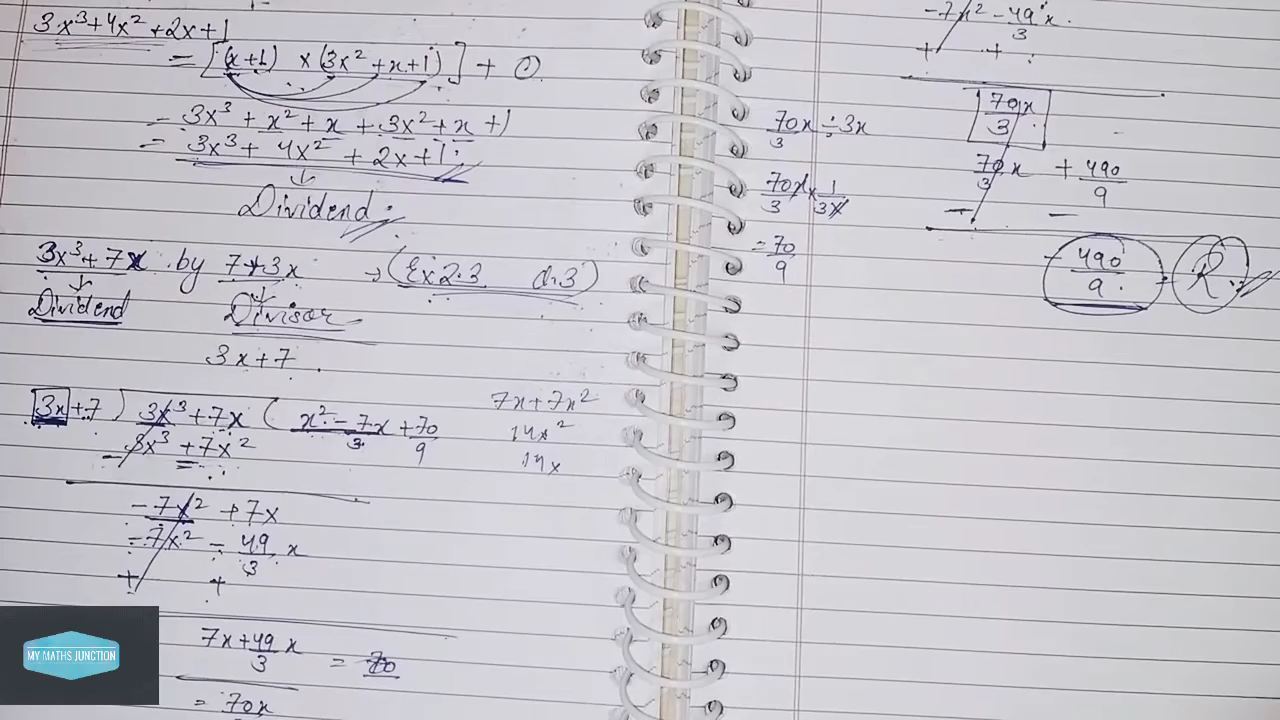 3x³+4x²+2x+1
= [(x+1) ×(3x²+x+1)] + 0
- 3x³ + x² + x + 3x² + x + 1
= 3x³ + 4x² + 2x + 1
↓
Dividend.
3x³+7x by 7+3x → (Ex 2.3 Q.3)
↓ ↓
Dividend Divisor
3x+7
3x+7 ) 3x³+7x ( x² - 7/3 x + 70/9
- 3x³ + 7x²
7x+7x²
14x²
14x
- 7x² + 7x
- 7x² - 49/3 x
+ +
7x+49/3 x = 70
= 70x
-7x² - 49/3 x
+ +
70x/3
70/3 x + 490/9
- -
- 490/9 = R
70/3 x ÷ 3x
70x/3 × 1/3x
= 70/9
MY MATHS JUNCTION